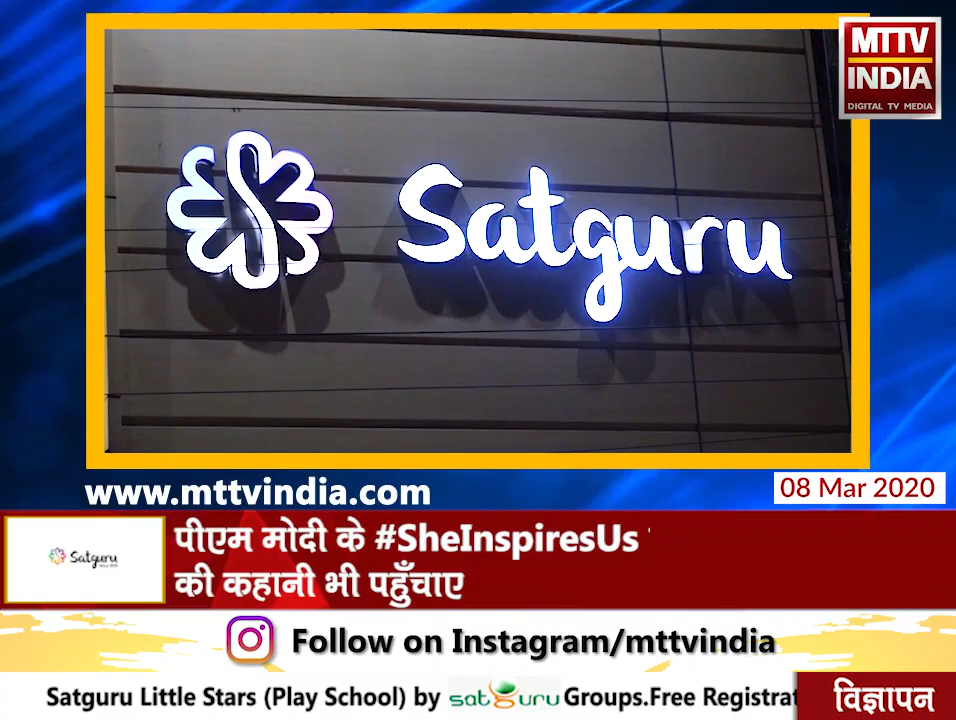 MTTV
INDIA
DIGITAL TV MEDIA
Satguru
www.mttvindia.com
08 Mar 2020
Satguru
पीएम मोदी के #SheInspiresUs
की कहानी भी पहुँचाए
Follow on Instagram/mttvindia
Satguru Little Stars (Play School) by satguru Groups.Free Registrat
विज्ञापन